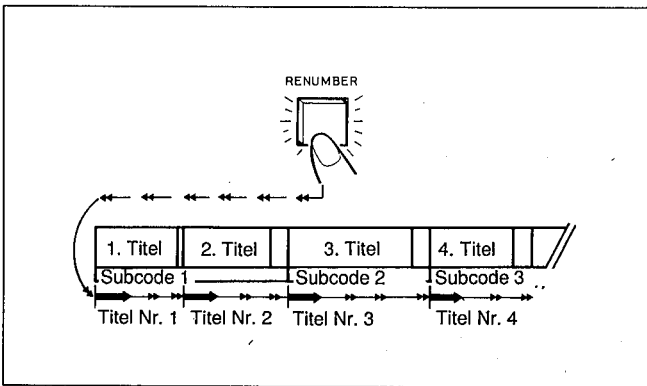 RENUMBER
1. Titel 2. Titel 3. Titel 4. Titel
Subcode 1 Subcode 2 Subcode 3
Titel Nr. 1 Titel Nr. 2 Titel Nr. 3 Titel Nr. 4